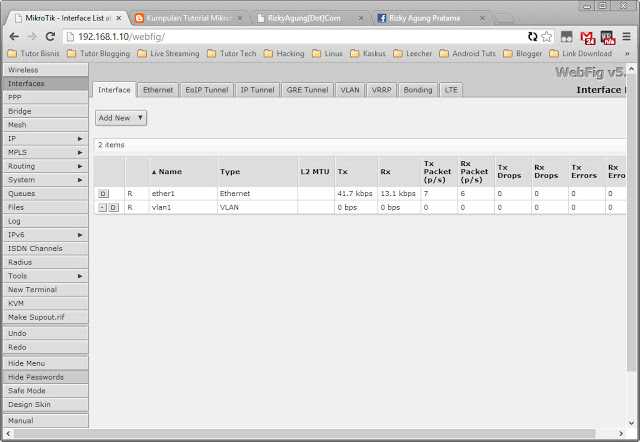 MikroTik - Interface List at
Kumpulan Tutorial Mikro
RizkyAgung[Dot]Com
Rizky Agung Pratama
192.168.1.10/webfig/
Tutor Bisnis
Tutor Blogging
Live Streaming
Tutor Tech
Hacking
Linus
Kaskus
Leecher
Android Tuts
Blogger
Link Download
Wireless
Interfaces
PPP
Bridge
Mesh
IP
MPLS
Routing
System
Queues
Files
Log
IPv6
ISDN Channels
Radius
Tools
New Terminal
KVM
Make Supout.rif
Undo
Redo
Hide Menu
Hide Passwords
Safe Mode
Design Skin
Manual
WebFig v5.
Interface Ethernet EoIP Tunnel IP Tunnel GRE Tunnel VLAN VRRP Bonding LTE
Interface
Add New
2 items
Name Type L2 MTU Tx Rx Tx Packet (p/s) Rx Packet (p/s) Tx Drops Rx Drops Tx Errors Rx Erro
D R ether1 Ethernet 41.7 kbps 13.1 kbps 7 6 0 0 0 0
- D R vlan1 VLAN 0 bps 0 bps 0 0 0 0 0 0